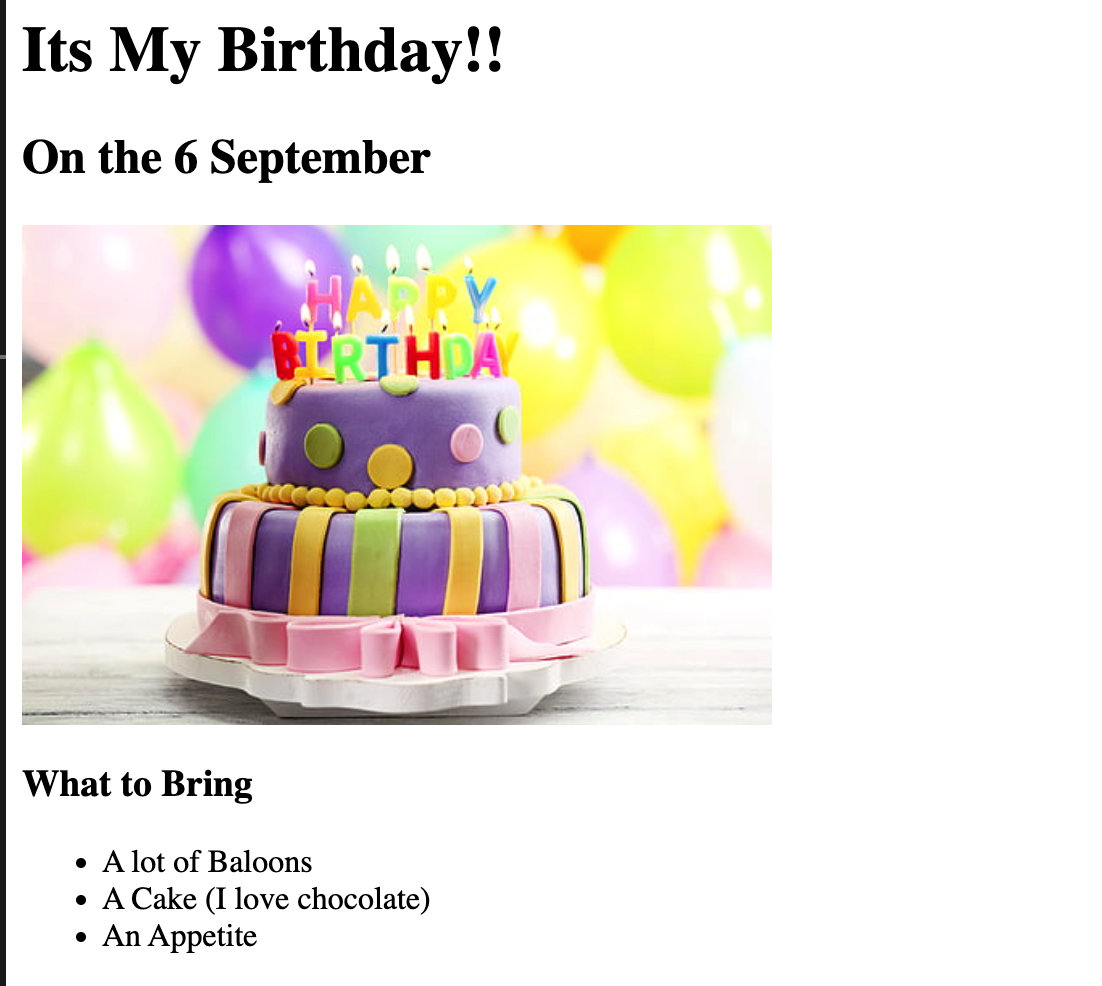 Its My Birthday!!
On the 6 September
HAPPY
BIRTHDAY
What to Bring
A lot of Baloons
A Cake (I love chocolate)
An Appetite